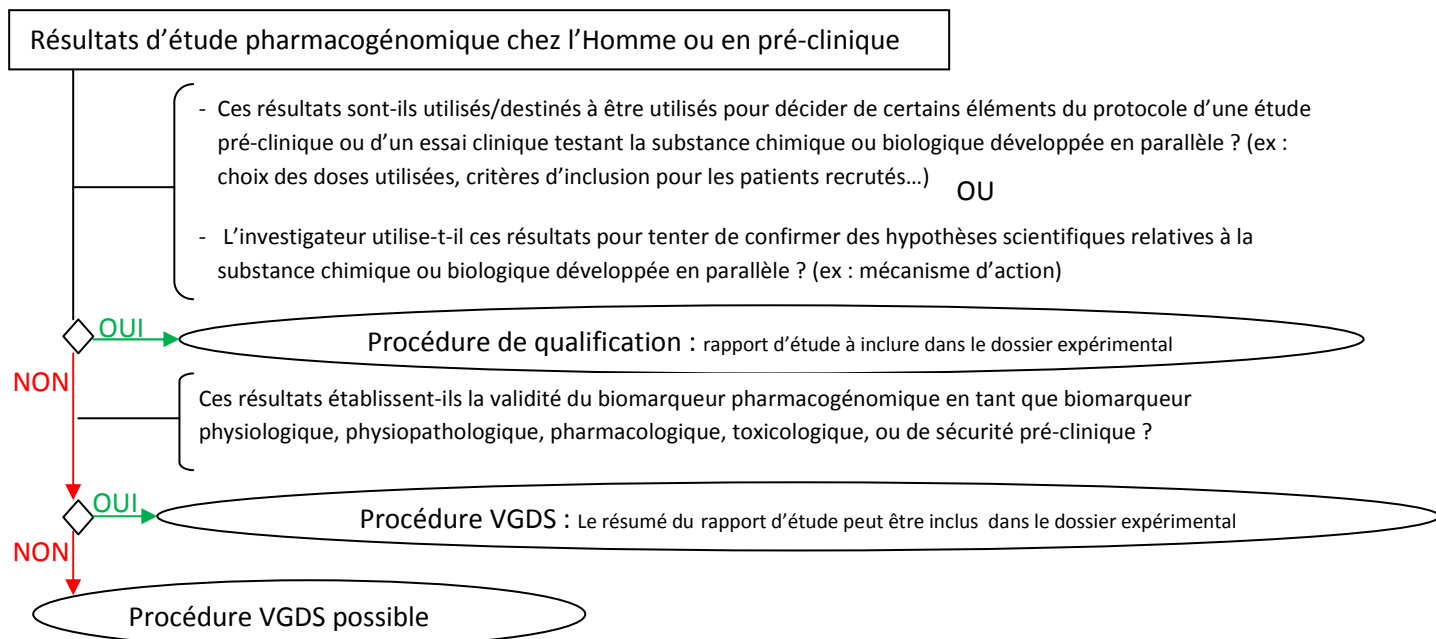 Résultats d’étude pharmacogénomique chez l’Homme ou en pré-clinique
- Ces résultats sont-ils utilisés/destinés à être utilisés pour décider de certains éléments du protocole d’une étude
pré-clinique ou d’un essai clinique testant la substance chimique ou biologique développée en parallèle ? (ex :
choix des doses utilisées, critères d’inclusion pour les patients recrutés…)
OU
- L’investigateur utilise-t-il ces résultats pour tenter de confirmer des hypothèses scientifiques relatives à la
substance chimique ou biologique développée en parallèle ? (ex : mécanisme d’action)
OUI
Procédure de qualification : rapport d’étude à inclure dans le dossier expérimental
NON
Ces résultats établissent-ils la validité du biomarqueur pharmacogénomique en tant que biomarqueur
physiologique, physiopathologique, pharmacologique, toxicologique, ou de sécurité pré-clinique ?
OUI
Procédure VGDS : Le résumé du rapport d’étude peut être inclus dans le dossier expérimental
NON
Procédure VGDS possible